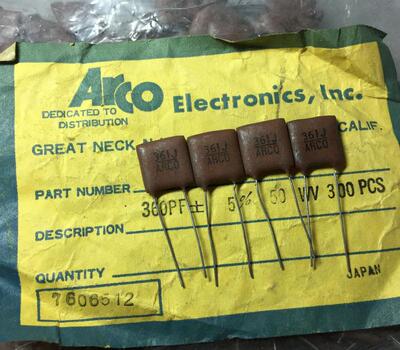 Arco Electronics, Inc.
DEDICATED TO
DISTRIBUTION
GREAT NECK, CALIF.
361J ARCO
361J ARCO
361J ARCO
361J ARCO
PART NUMBER
360PF± 5% 50 WV 300 PCS
DESCRIPTION
QUANTITY
JAPAN
7606512